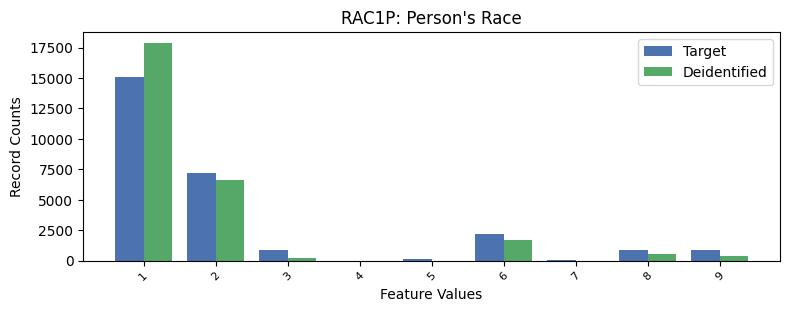 RAC1P: Person's Race
Target
Deidentified
Record Counts
17500
15000
12500
10000
7500
5000
2500
0
1 2 3 4 5 6 7 8 9
Feature Values